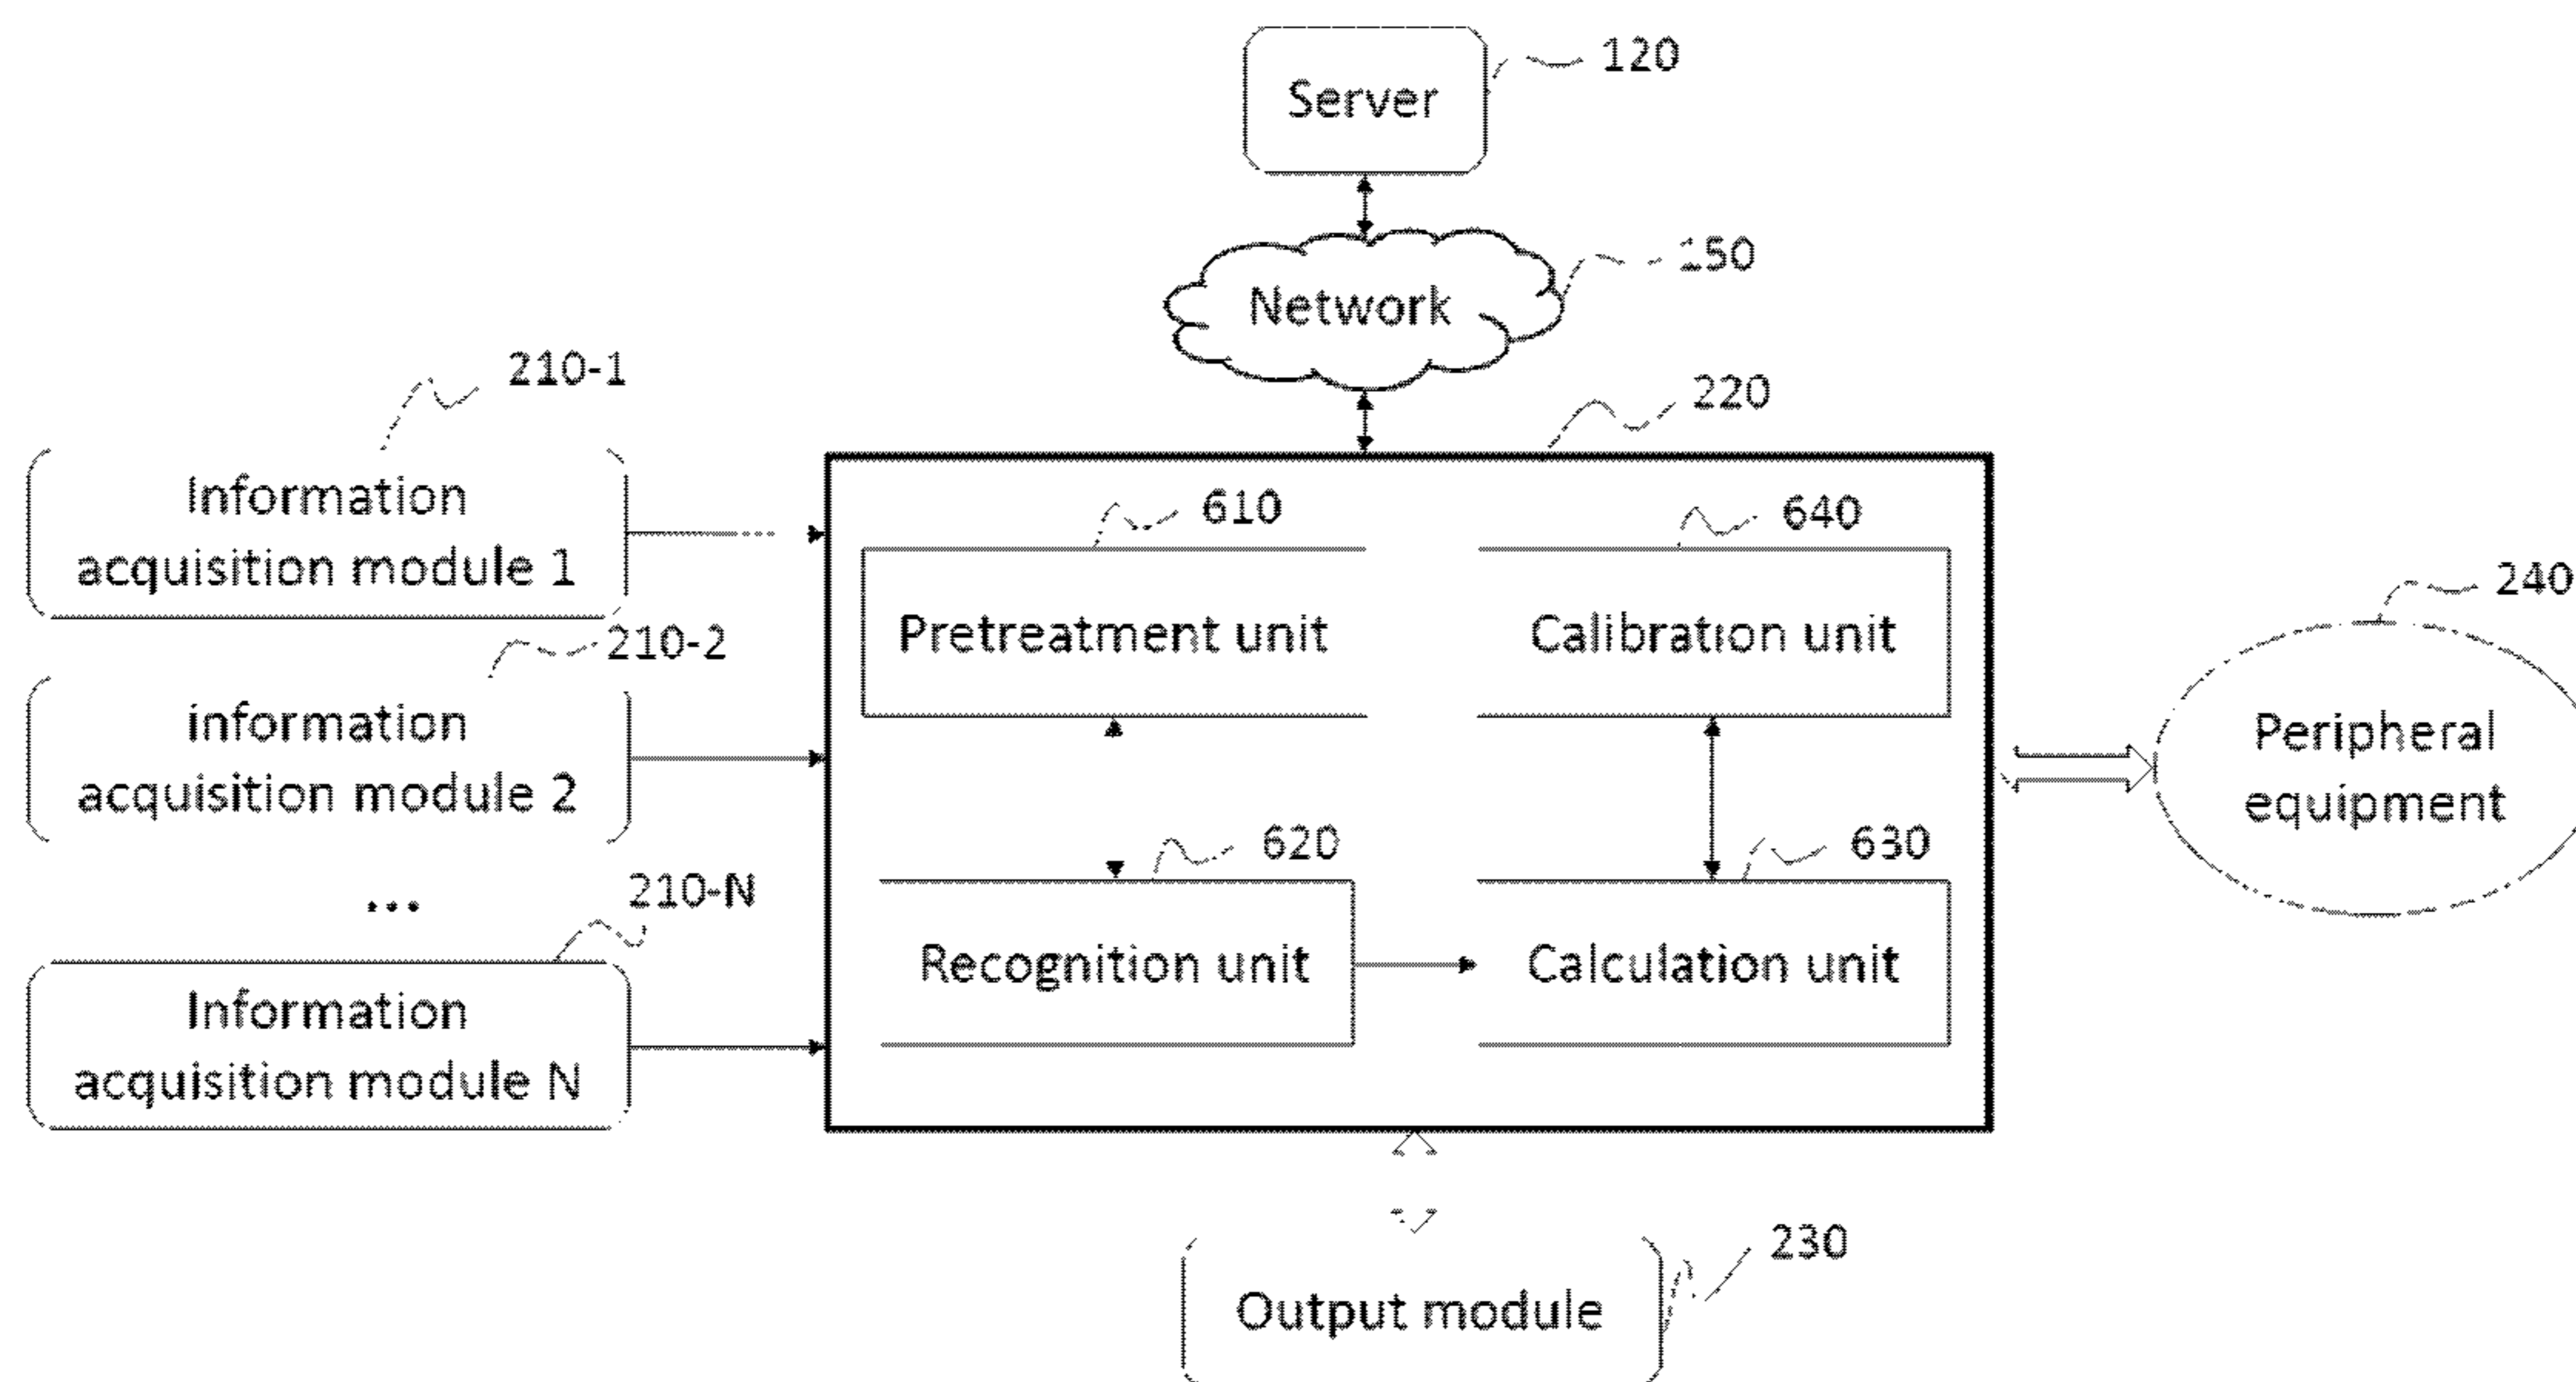 Server
120
Network
150
210-1
220
Information
acquisition module 1
610
640
Pretreatment unit
Calibration unit
240
210-2
information
acquisition module 2
Peripheral
equipment
620
630
...
210-N
Recognition unit
Calculation unit
Information
acquisition module N
230
Output module